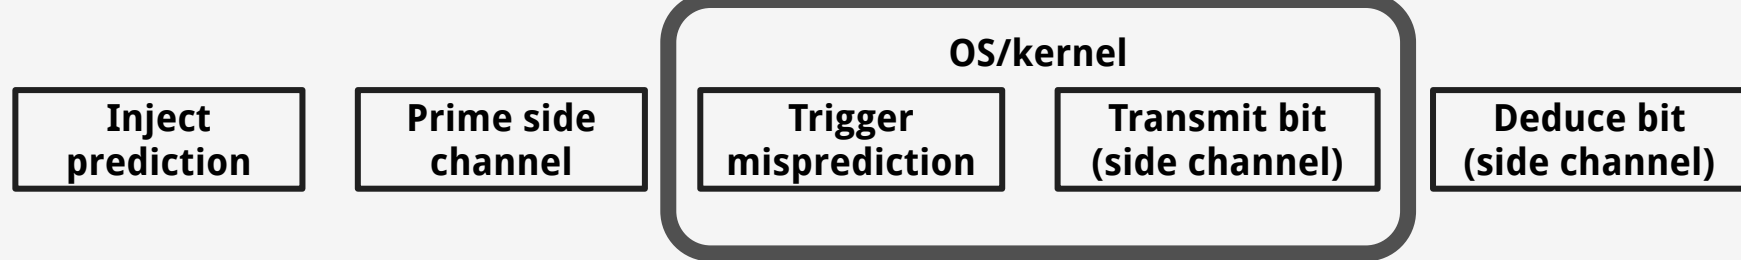 OS/kernel
Inject
prediction
Prime side
channel
Trigger
misprediction
Transmit bit
(side channel)
Deduce bit
(side channel)